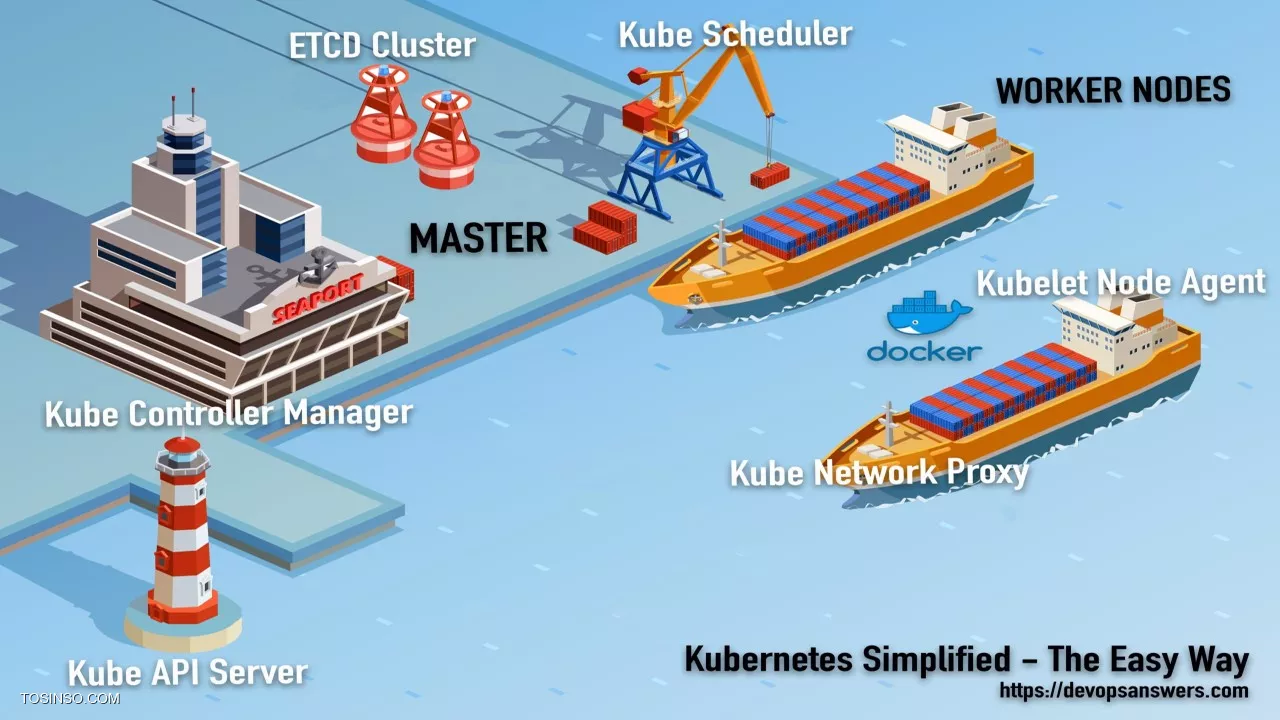 ETCD Cluster
Kube Scheduler
WORKER NODES
MASTER
SEAPORT
Kubelet Node Agent
docker
Kube Controller Manager
Kube Network Proxy
Kube API Server
Kubernetes Simplified - The Easy Way
https://devopsanswers.com
TOSINSO.COM